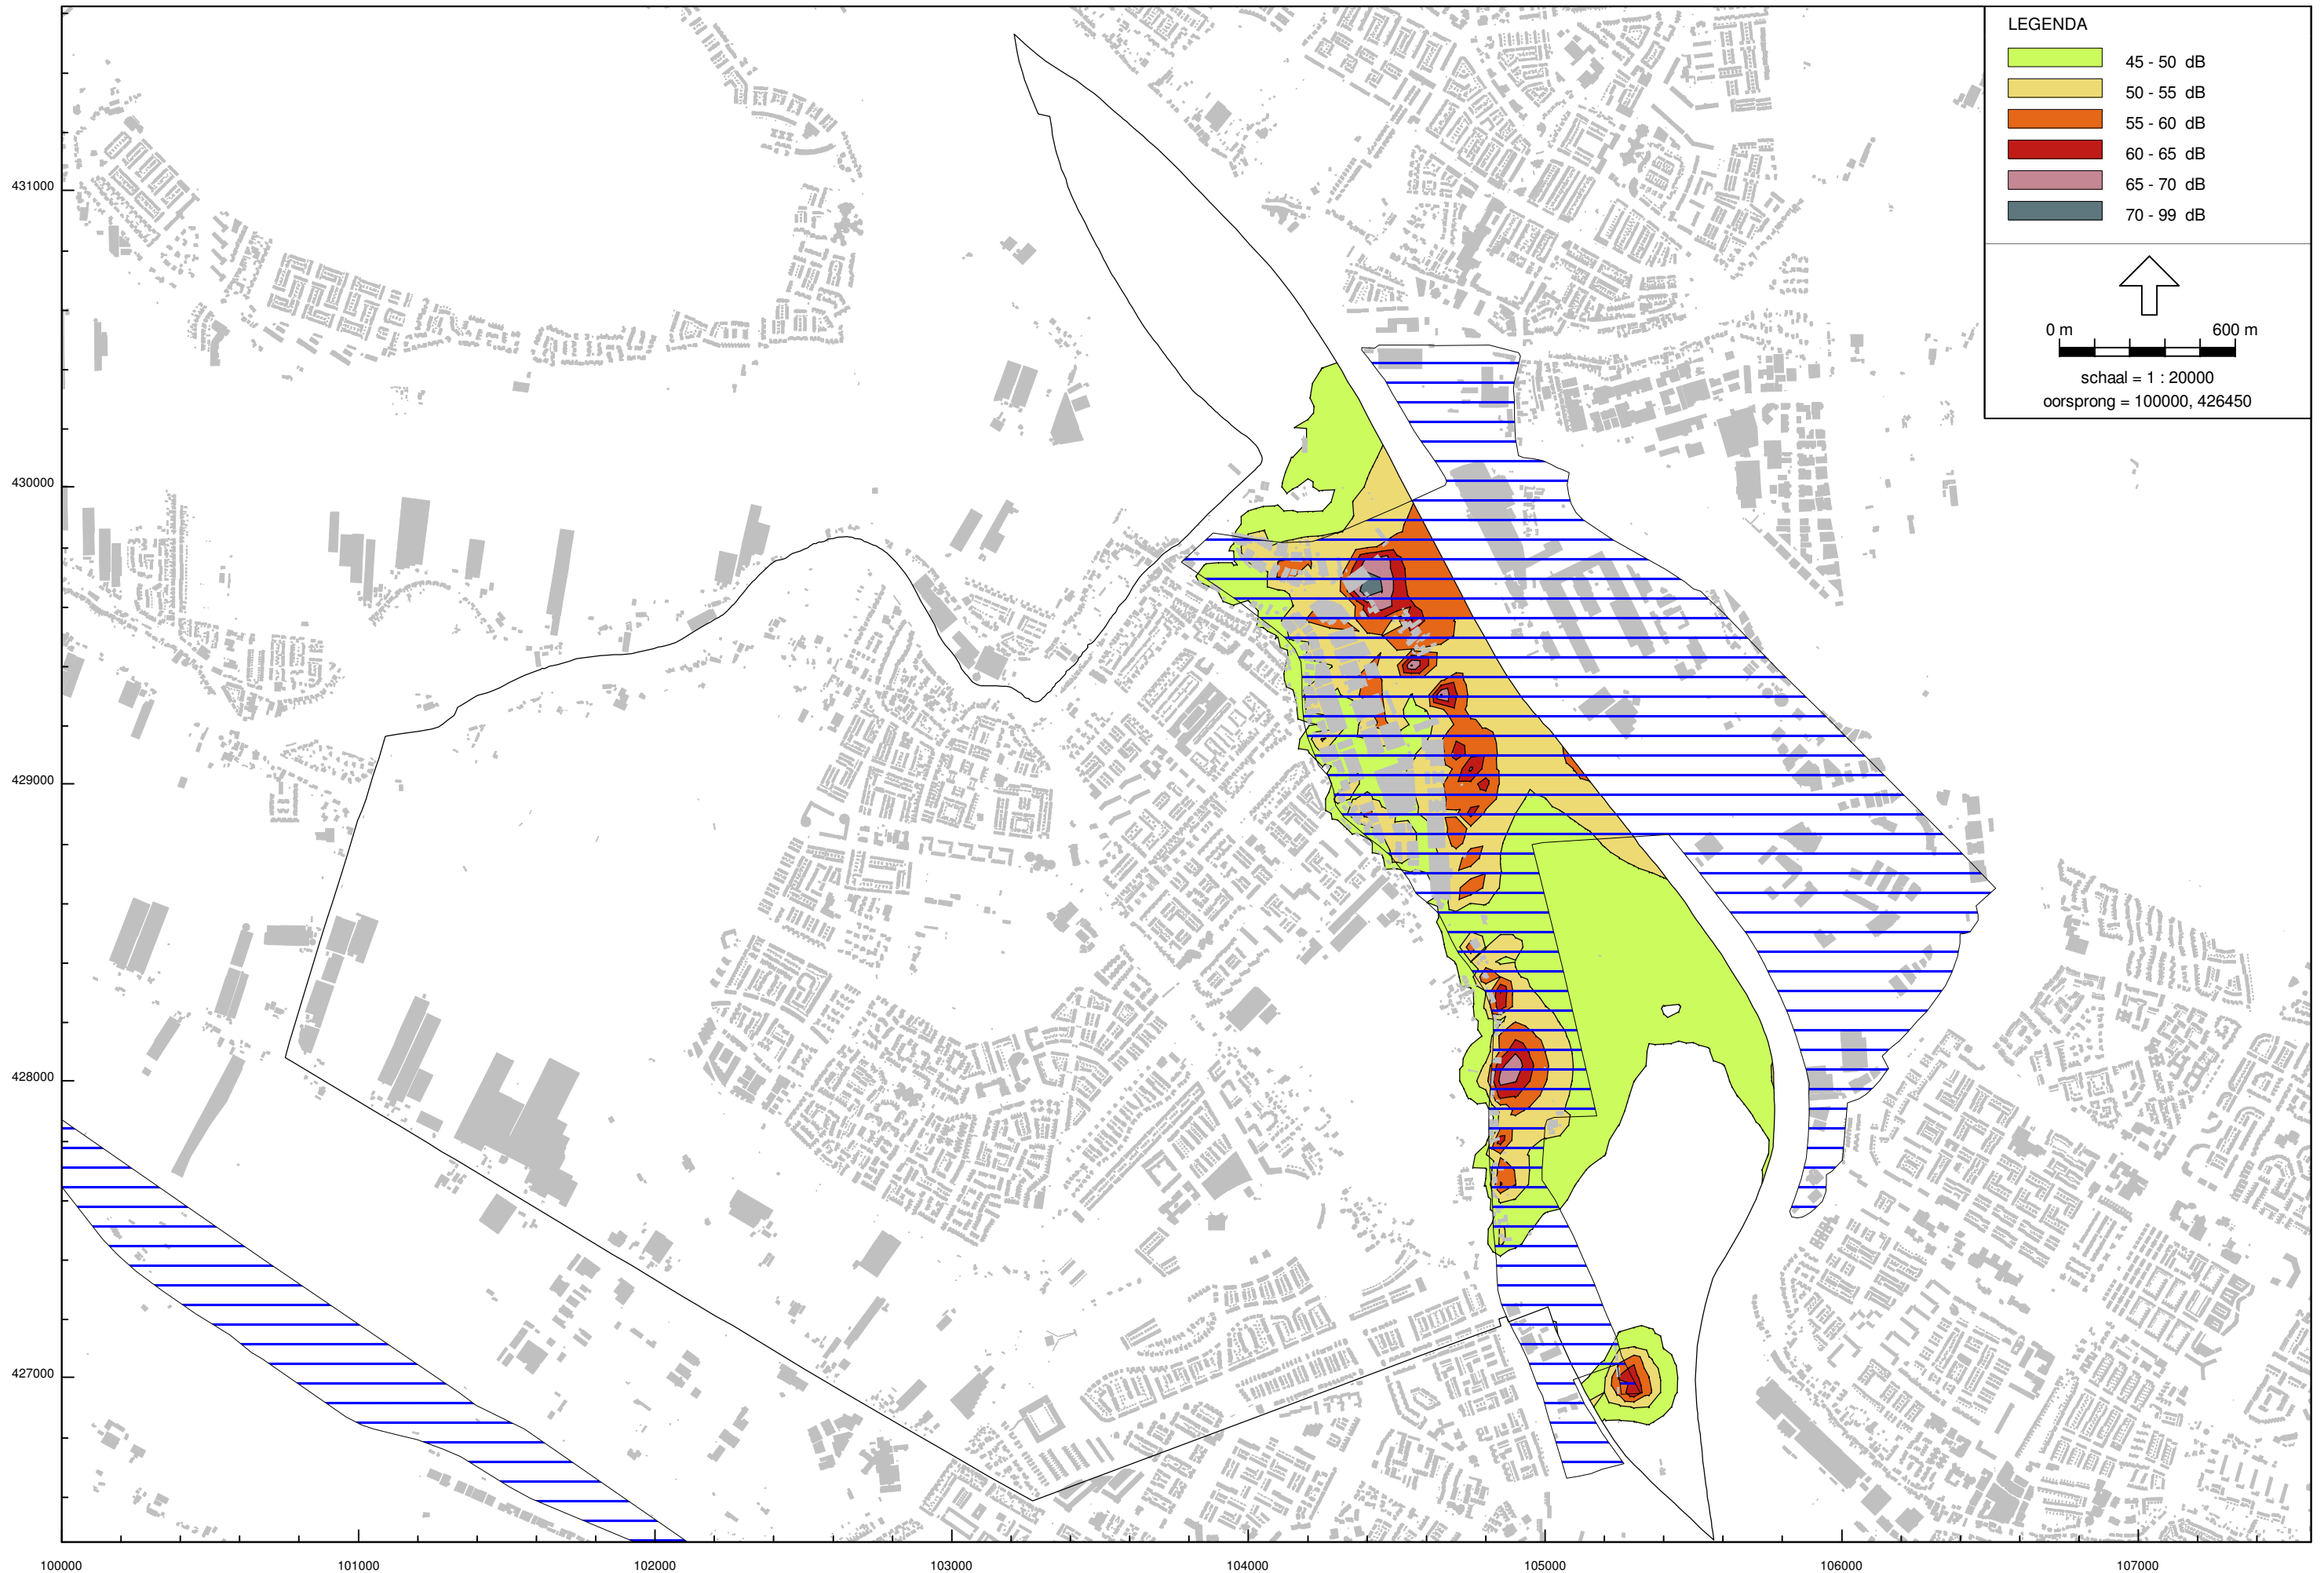 LEGENDA
45 - 50 dB
50 - 55 dB
55 - 60 dB
60 - 65 dB
65 - 70 dB
70 - 99 dB
0 m 600 m
schaal = 1 : 20000
oorsprong = 100000, 426450
431000
430000
429000
428000
427000
100000 101000 102000 103000 104000 105000 106000 107000